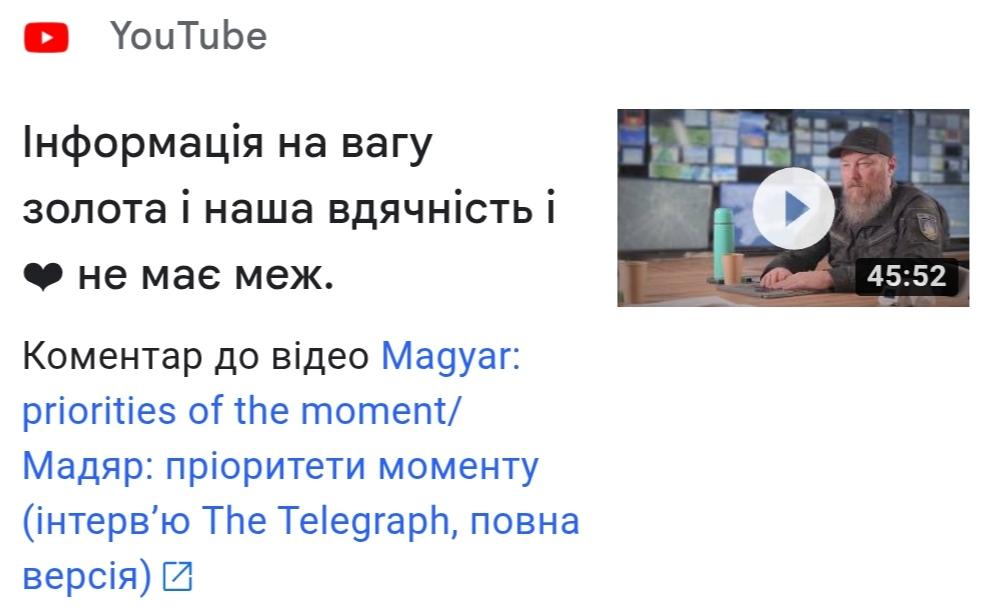 YouTube
Інформація на вагу
золота і наша вдячність і
❤ не має меж.
45:52
Коментар до відео Magyar:
priorities of the moment/
Мадяр: пріоритети моменту
(інтерв’ю The Telegraph, повна
версія)